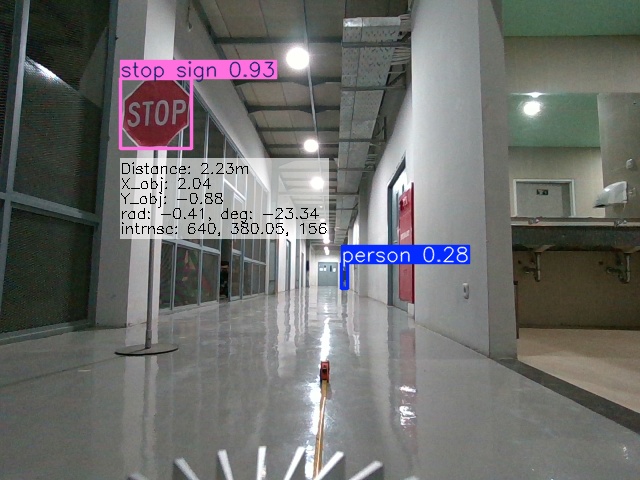 stop sign 0.93
STOP
Distance: 2.23m
X_obj: 2.04
Y_obj: -0.88
rad: -0.41, deg: -23.34
intrnsc: 640, 380.05, 156
person 0.28